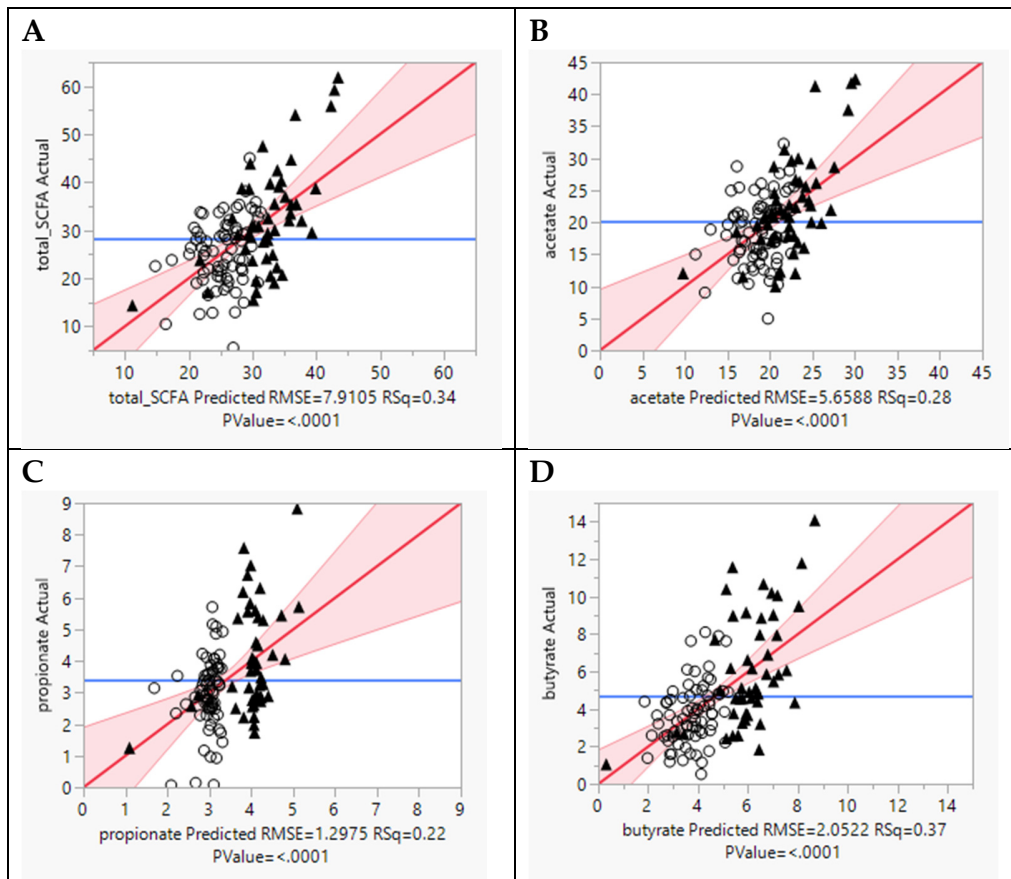 A
total_SCFA Actual
60
50
40
30
20
10
10 20 30 40 50 60
total_SCFA Predicted RMSE=7.9105 RSq=0.34
PValue=<.0001
B
acetate Actual
45
40
35
30
25
20
15
10
5
0
0 5 10 15 20 25 30 35 40 45
acetate Predicted RMSE=5.6588 RSq=0.28
PValue=<.0001
C
propionate Actual
9
8
7
6
5
4
3
2
1
0
0 1 2 3 4 5 6 7 8 9
propionate Predicted RMSE=1.2975 RSq=0.22
PValue=<.0001
D
butyrate Actual
14
12
10
8
6
4
2
0
0 2 4 6 8 10 12 14
butyrate Predicted RMSE=2.0522 RSq=0.37
PValue=<.0001